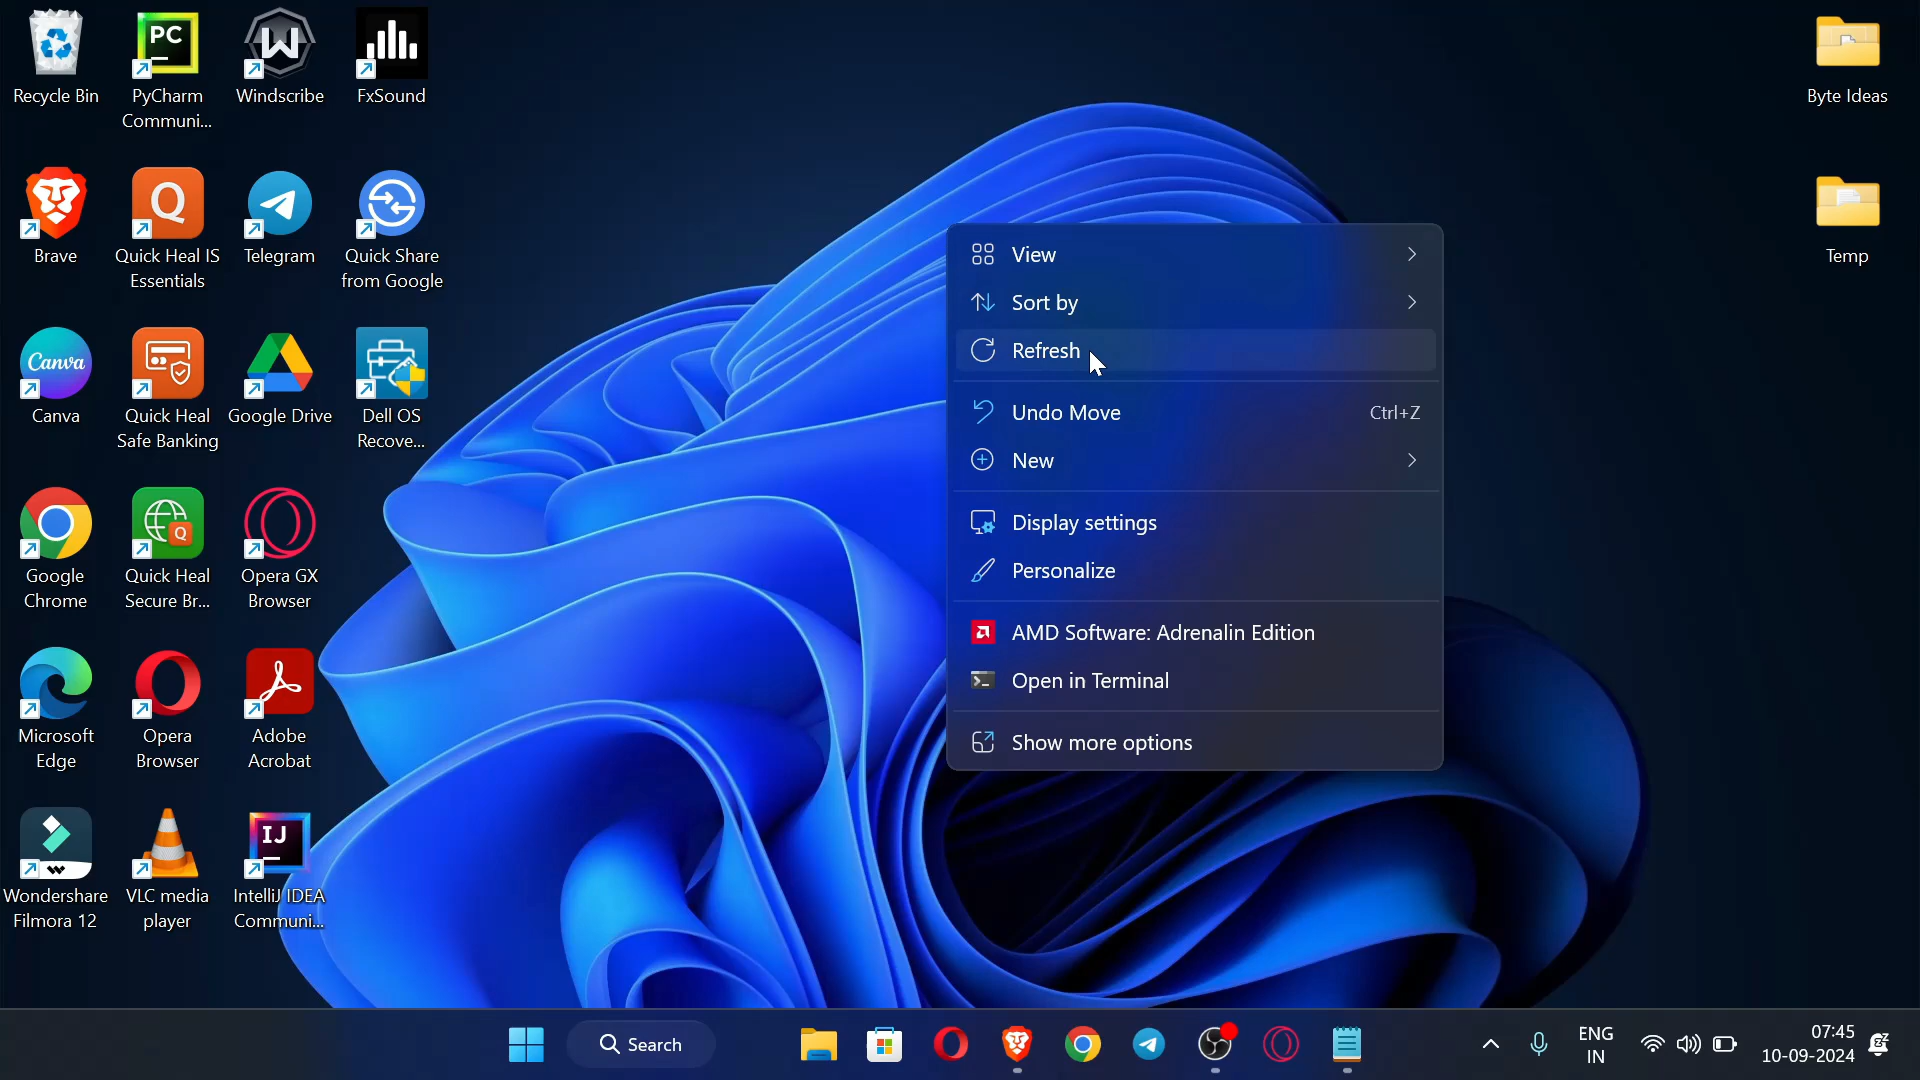 Recycle Bin
PC
PyCharm
Communi...
Windscribe
FxSound
Byte Ideas
Brave
Quick Heal IS
Essentials
Telegram
Quick Share
from Google
Temp
Canva
Canva
Quick Heal
Safe Banking
Google Drive
Dell OS
Recove...
Google
Chrome
Quick Heal
Secure Br...
Opera GX
Browser
Microsoft
Edge
Opera
Browser
Adobe
Acrobat
Wondershare
Filmora 12
VLC media
player
IJ
IntelliJ IDEA
Communi...
View
Sort by
Refresh
Undo Move Ctrl+Z
New
Display settings
Personalize
AMD Software: Adrenalin Edition
Open in Terminal
Show more options
Search
ENG
IN
07:45
10-09-2024